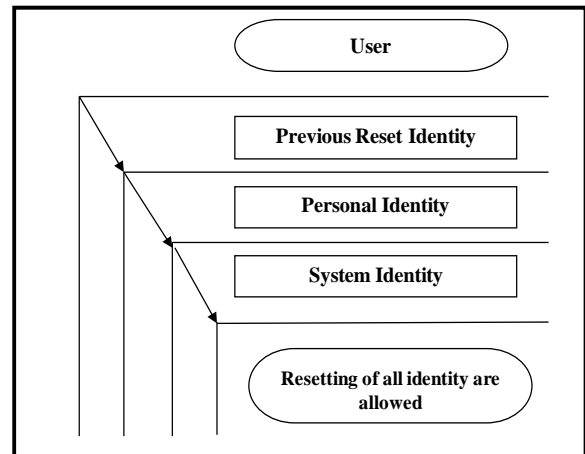 User
Previous Reset Identity
Personal Identity
System Identity
Resetting of all identity are
allowed